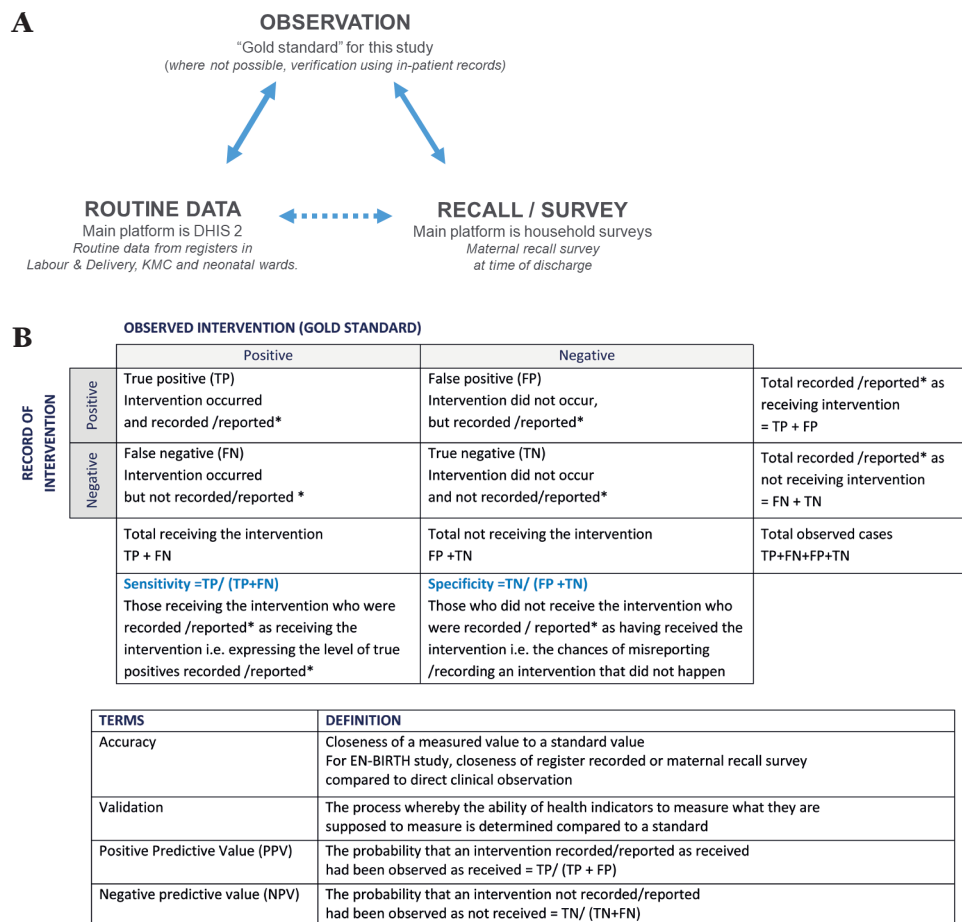 A
OBSERVATION
“Gold standard” for this study
(where not possible, verification using in-patient records)
ROUTINE DATA
Main platform is DHIS 2
Routine data from registers in
Labour & Delivery, KMC and neonatal wards.
RECALL / SURVEY
Main platform is household surveys
Maternal recall survey
at time of discharge
B
OBSERVED INTERVENTION (GOLD STANDARD)
Positive
Negative
RECORD OF
INTERVENTION
Positive
True positive (TP)
Intervention occurred
and recorded /reported*
False positive (FP)
Intervention did not occur,
but recorded /reported*
Total recorded /reported* as
receiving intervention
= TP + FP
Negative
False negative (FN)
Intervention occurred
but not recorded/reported *
True negative (TN)
Intervention did not occur
and not recorded/reported*
Total recorded /reported* as
not receiving intervention
= FN + TN
Total receiving the intervention
TP + FN
Total not receiving the intervention
FP +TN
Total observed cases
TP+FN+FP+TN
Sensitivity =TP/ (TP+FN)
Those receiving the intervention who were
recorded /reported* as receiving the
intervention i.e. expressing the level of true
positives recorded /reported*
Specificity =TN/ (FP +TN)
Those who did not receive the intervention who
were recorded / reported* as having received the
intervention i.e. the chances of misreporting
/recording an intervention that did not happen
TERMS
DEFINITION
Accuracy
Closeness of a measured value to a standard value
For EN-BIRTH study, closeness of register recorded or maternal recall survey
compared to direct clinical observation
Validation
The process whereby the ability of health indicators to measure what they are
supposed to measure is determined compared to a standard
Positive Predictive Value (PPV)
The probability that an intervention recorded/reported as received
had been observed as received = TP/ (TP + FP)
Negative predictive value (NPV)
The probability that an intervention not recorded/reported
had been observed as not received = TN/ (TN+FN)